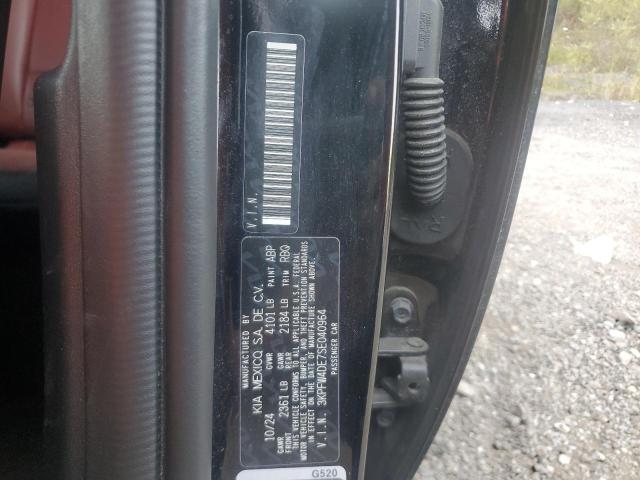 V.I.N.
MANUFACTURED BY
KIA MEXICO, S.A. DE C.V.
10/24 GVWR 4101 LB PAINT ABP
GAWR FRONT 2361 LB GAWR REAR 2184 LB TRIM RBQ
THIS VEHICLE CONFORMS TO ALL APPLICABLE U.S.A. FEDERAL
MOTOR VEHICLE SAFETY, BUMPER, AND THEFT PREVENTION STANDARDS
IN EFFECT ON THE DATE OF MANUFACTURE SHOWN ABOVE.
V.I.N. 3KPFW4DE7SE040964
PASSENGER CAR
G520